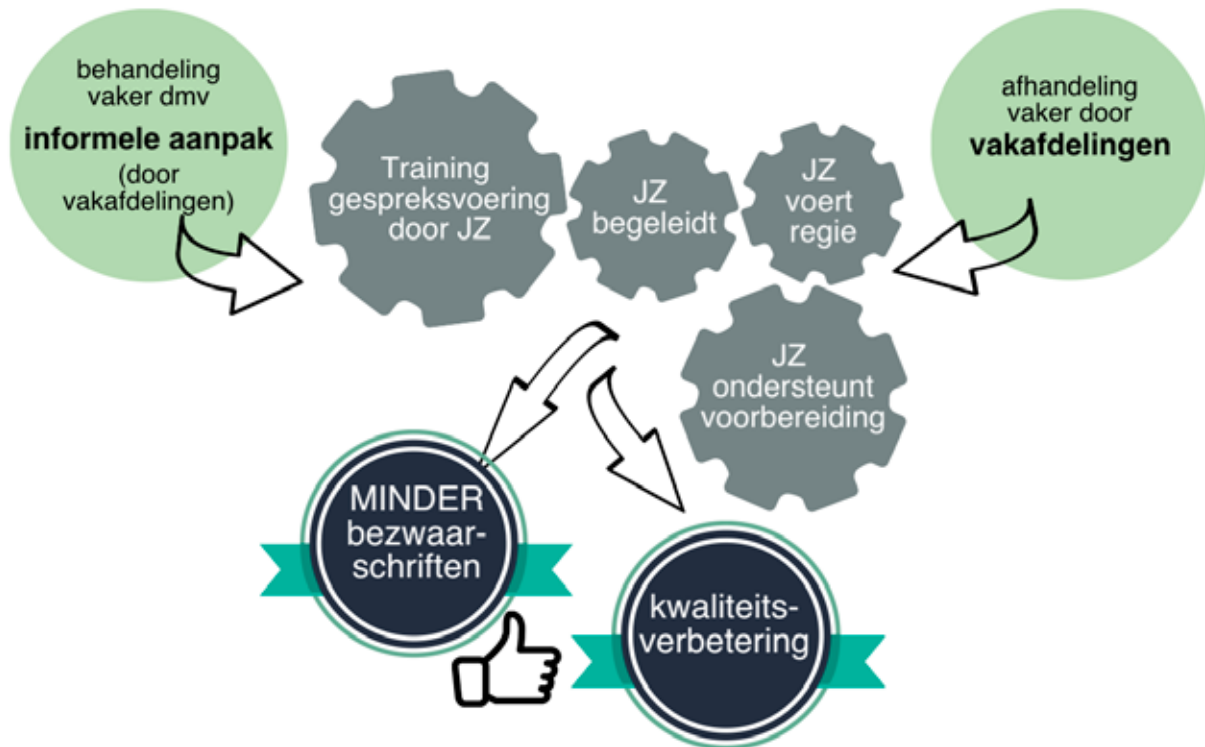 behandeling
vaker dmv
informele aanpak
(door
vakafdelingen)
Training
gespreksvoering
door JZ
JZ
begeleidt
JZ
voert
regie
afhandeling
vaker door
vakafdelingen
JZ
ondersteunt
voorbereiding
MINDER
bezwaar-
schriften
kwaliteits-
verbetering